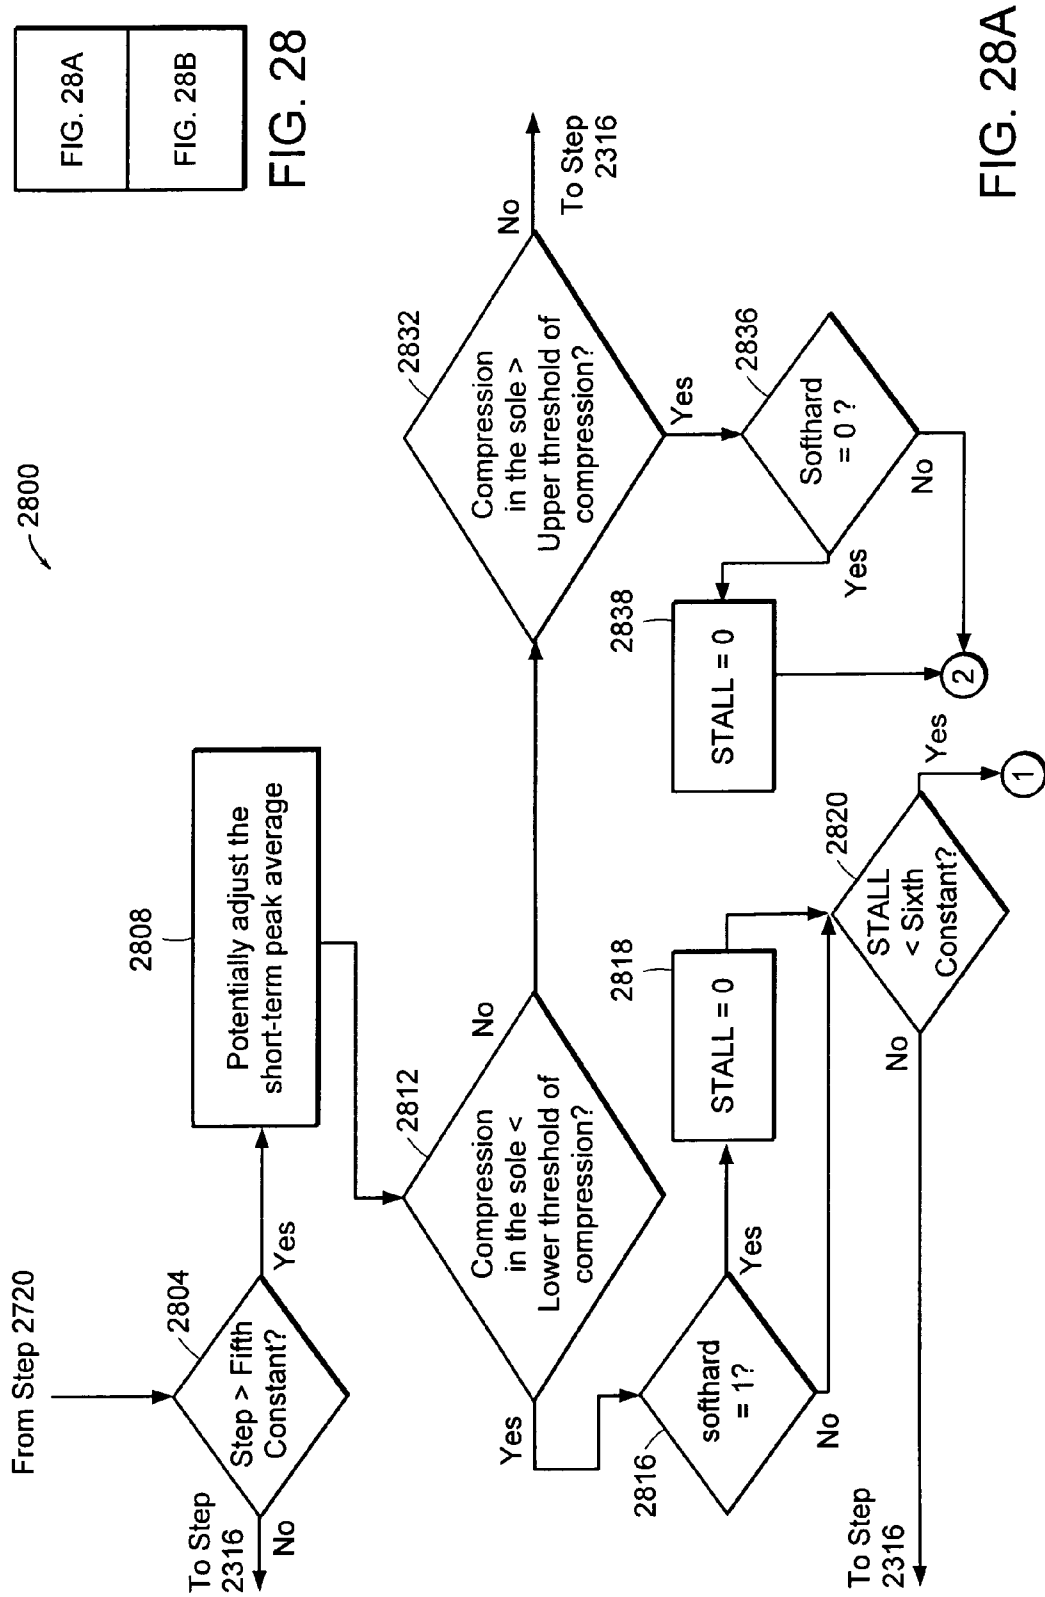 2800
FIG. 28A
FIG. 28B
FIG. 28
From Step 2720
2804
Step > Fifth
Constant?
Yes
No
To Step
2316
2808
Potentially adjust the
short-term peak average
2812
Compression
in the sole <
Lower threshold of
compression?
Yes
No
2832
Compression
in the sole >
Upper threshold of
compression?
No
To Step
2316
Yes
2816
softhard
= 1?
Yes
No
2818
STALL = 0
2820
STALL
< Sixth
Constant?
Yes
1
No
To Step
2316
2836
Softhard
= 0 ?
Yes
No
2838
STALL = 0
2
FIG. 28A